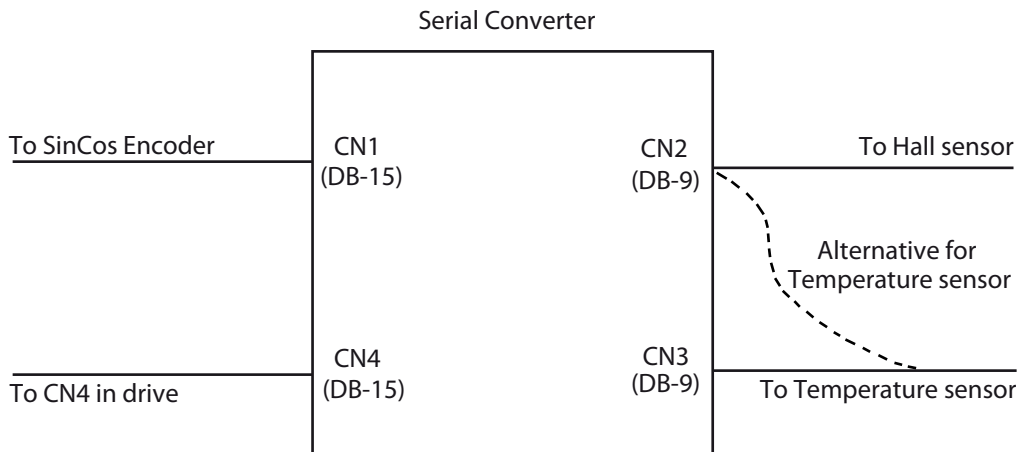 Serial Converter
To SinCos Encoder
CN1
(DB-15)
CN2
(DB-9)
To Hall sensor
Alternative for
Temperature sensor
CN4
(DB-15)
To CN4 in drive
CN3
(DB-9)
To Temperature sensor